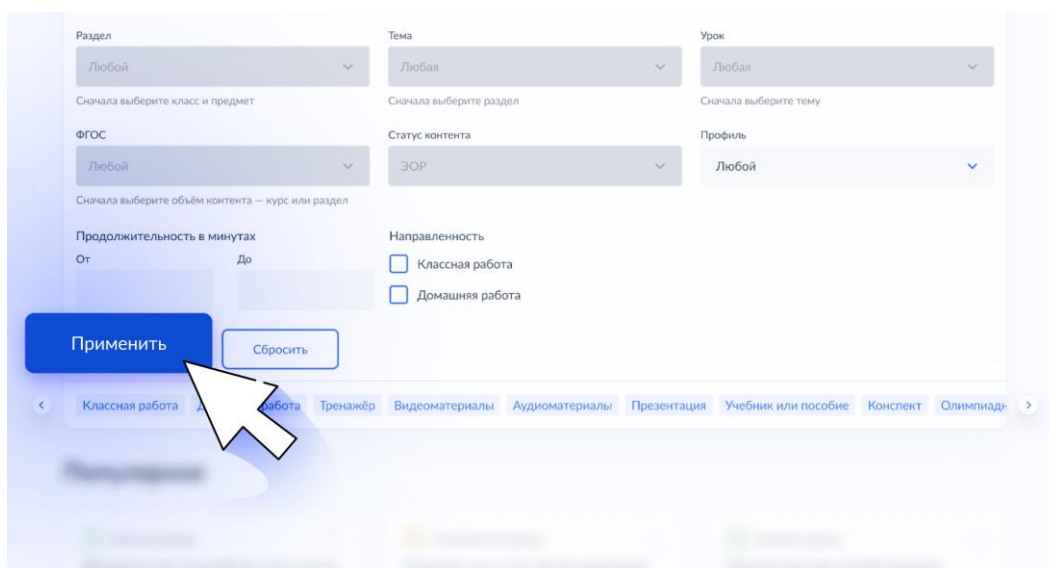 Раздел Тема Урок
Любой Любая Любая
Сначала выберите класс и предмет Сначала выберите раздел Сначала выберите тему
ФГОС Статус контента Профиль
Любой ЭОР Любой
Сначала выберите объём контента — курс или раздел
Продолжительность в минутах Направленность
От До Классная работа
Домашняя работа
Применить Сбросить
Классная работа работа Тренажёр Видеоматериалы Аудиоматериалы Презентация Учебник или пособие Конспект Олимпиадн